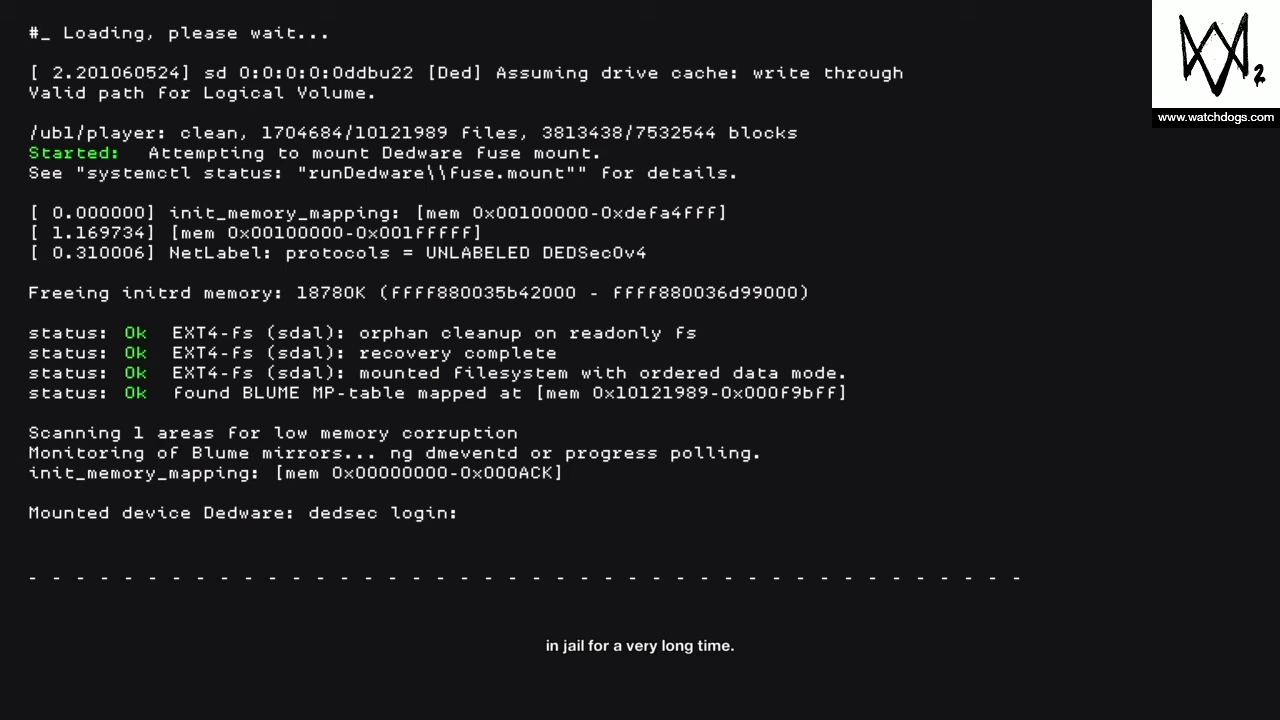 #_ Loading, please wait...
[ 2.201060524] sd 0:0:0:0:0ddbu22 [Ded] Assuming drive cache: write through
Valid path for Logical Volume.
/ubl/player: clean, 1704684/10121989 files, 3813438/7532544 blocks
Started: Attempting to mount Dedware fuse mount.
See "systemctl status: "runDedware\\fuse.mount"" for details.
[ 0.000000] init_memory_mapping: [mem 0x00100000-0xdefa4fff]
[ 1.169734] [mem 0x00100000-0x001fffff]
[ 0.310006] NetLabel: protocols = UNLABELED DEDSec0v4
Freeing initrd memory: 18780K (ffff880035b42000 - ffff880036d99000)
status: Ok EXT4-fs (sda1): orphan cleanup on readonly fs
status: Ok EXT4-fs (sda1): recovery complete
status: Ok EXT4-fs (sda1): mounted filesystem with ordered data mode.
status: Ok found BLUME MP-table mapped at [mem 0x10121989-0x000f9bff]
Scanning 1 areas for low memory corruption
Monitoring of Blume mirrors... ng dmeventd or progress polling.
init_memory_mapping: [mem 0x00000000-0x000ACK]
Mounted device Dedware: dedsec login:
- - - - - - - - - - - - - - - - - - - - - - - - - - - - - - - - - - - - - - - - - -
in jail for a very long time.
2
www.watchdogs.com